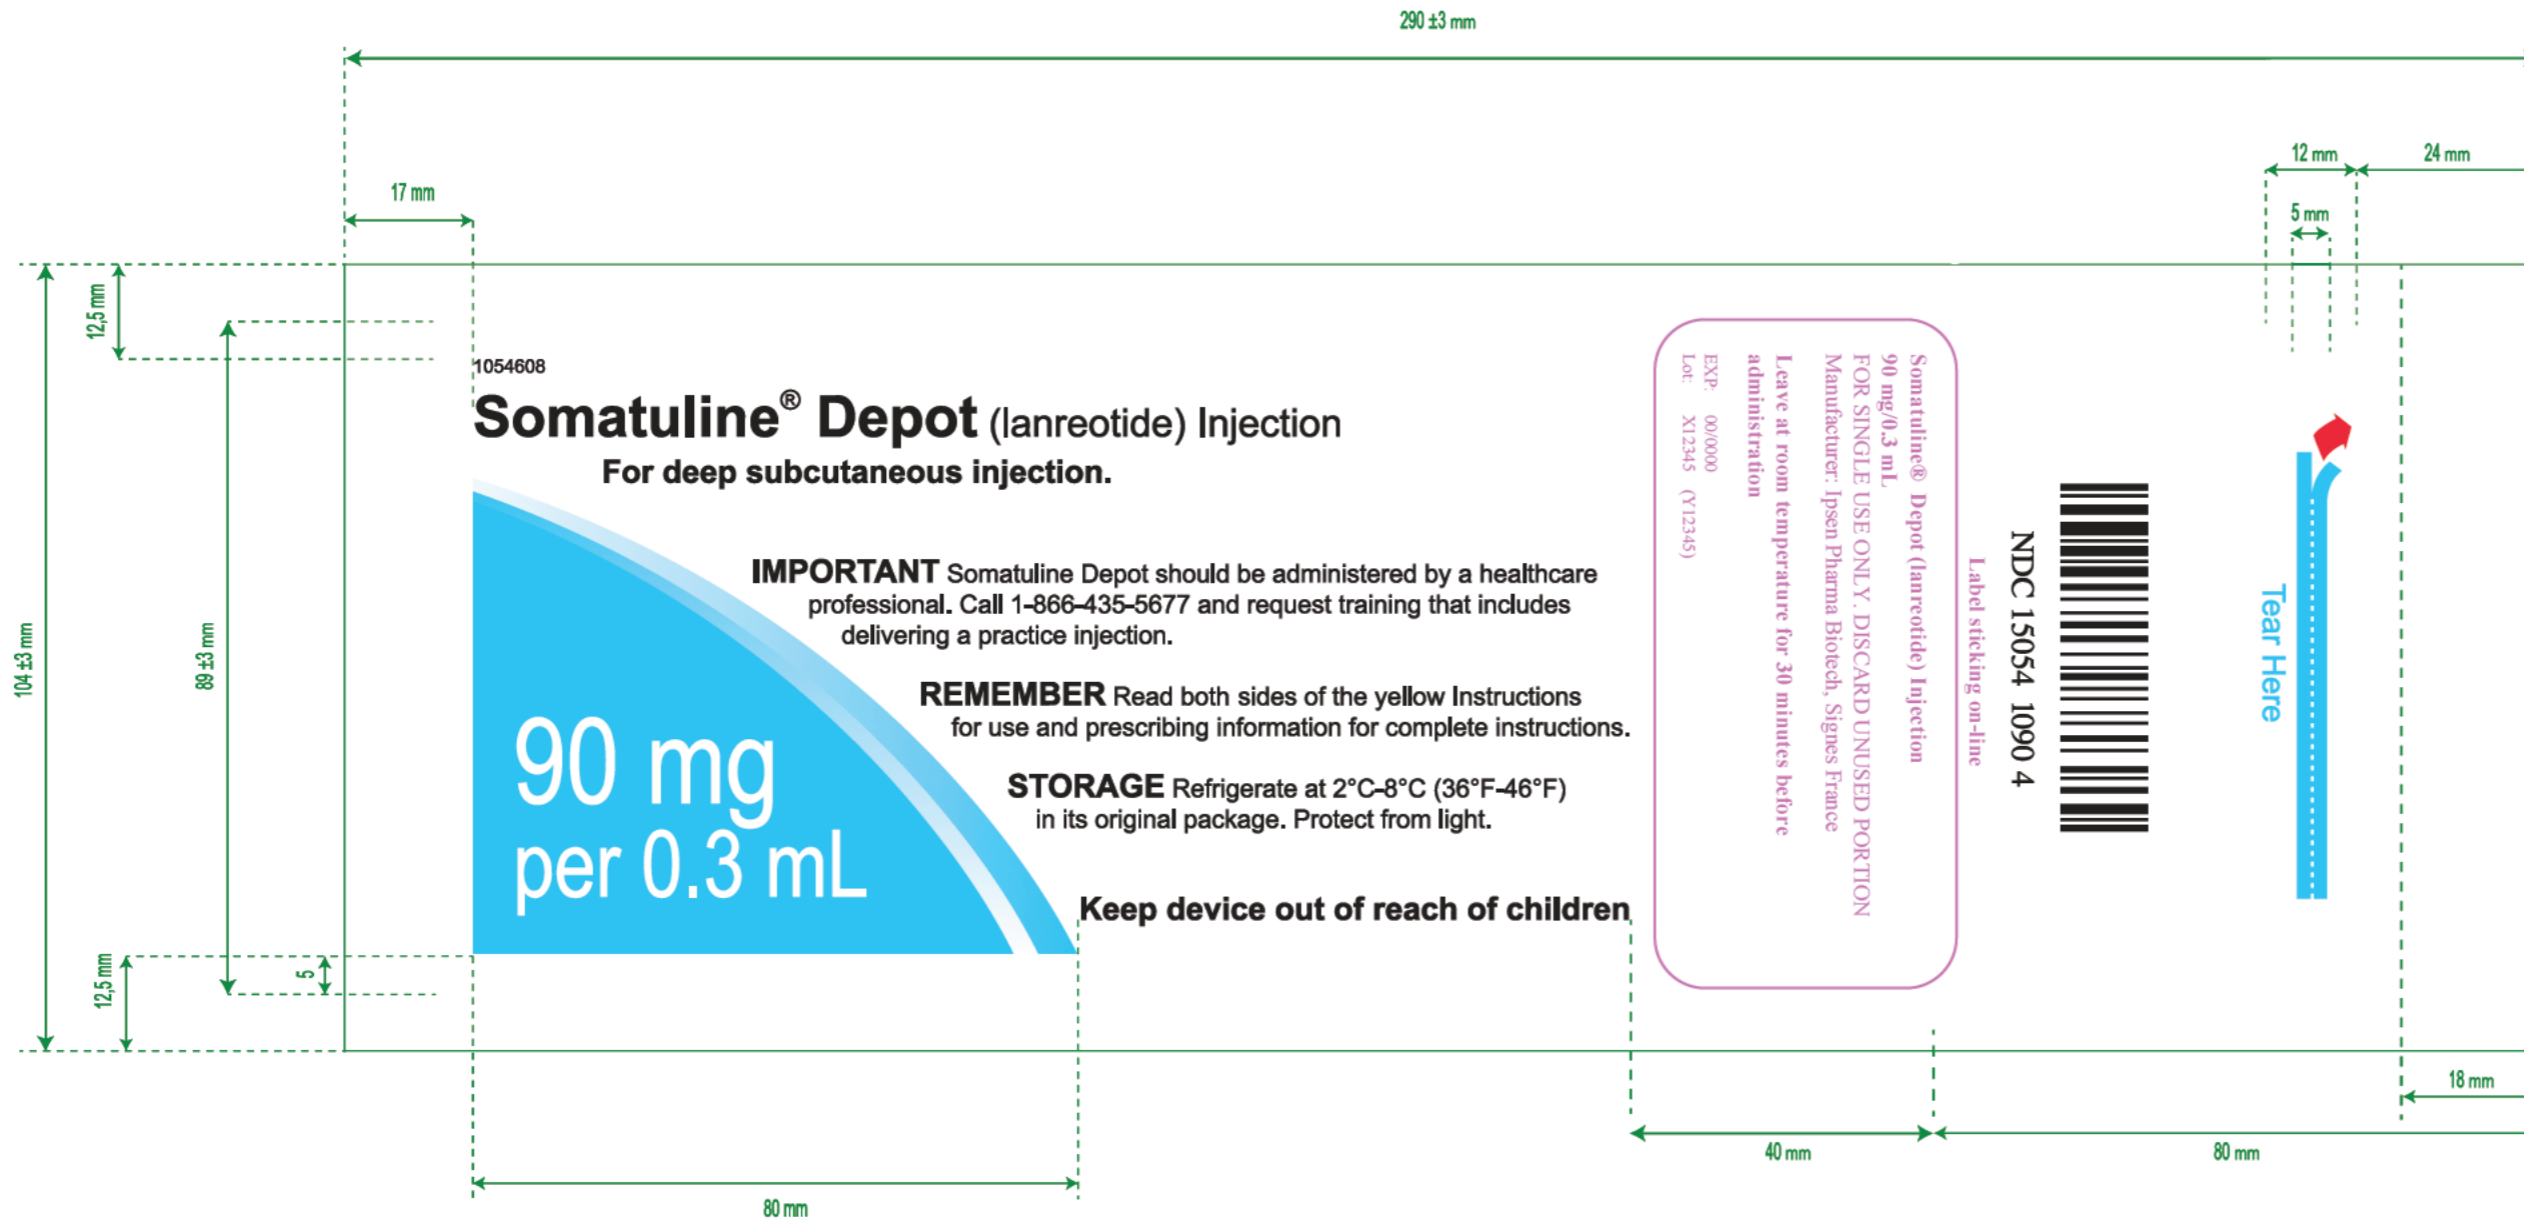 290 ±3 mm
12 mm
24 mm
17 mm
5 mm
12,5 mm
104 ±3 mm
89 ±3 mm
12,5 mm
5
1054608
Somatuline® Depot (lanreotide) Injection
For deep subcutaneous injection.
IMPORTANT Somatuline Depot should be administered by a healthcare
professional. Call 1-866-435-5677 and request training that includes
delivering a practice injection.
REMEMBER Read both sides of the yellow Instructions
for use and prescribing information for complete instructions.
STORAGE Refrigerate at 2°C-8°C (36°F-46°F)
in its original package. Protect from light.
Keep device out of reach of children
90 mg
per 0.3 mL
Label sticking on-line
Somatuline® Depot (lanreotide) Injection
90 mg/0.3 mL
FOR SINGLE USE ONLY. DISCARD UNUSED PORTION
Manufacturer: Ipsen Pharma Biotech, Signes France
Leave at room temperature for 30 minutes before
administration
EXP: 00/0000
Lot: X12345 (Y12345)
NDC 15054 1090 4
Tear Here
18 mm
40 mm
80 mm
80 mm